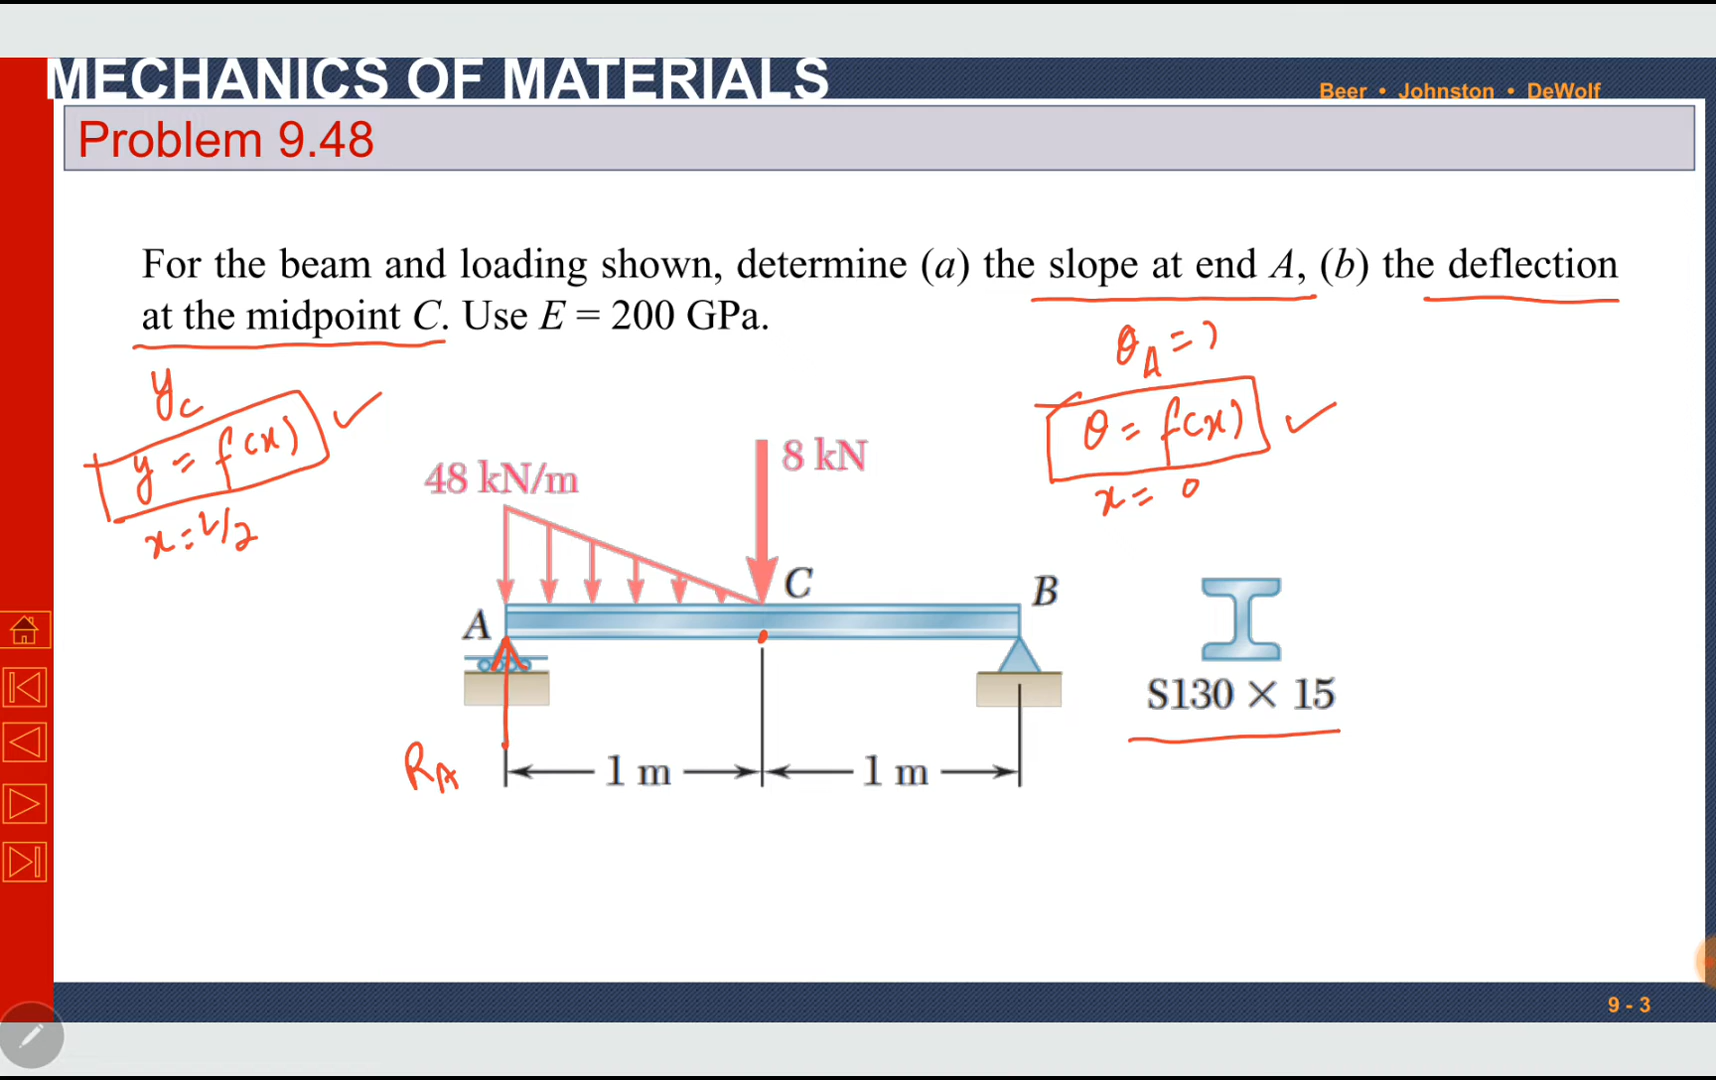 MECHANICS OF MATERIALS
Beer • Johnston • DeWolf
Problem 9.48
For the beam and loading shown, determine (a) the slope at end A, (b) the deflection
at the midpoint C. Use E = 200 GPa.
θA = ?
yc
θ = f(x)
y = f(x)
x = 0
x = L/2
48 kN/m
8 kN
C
B
A
S130 × 15
RA
1 m
1 m
9 - 3